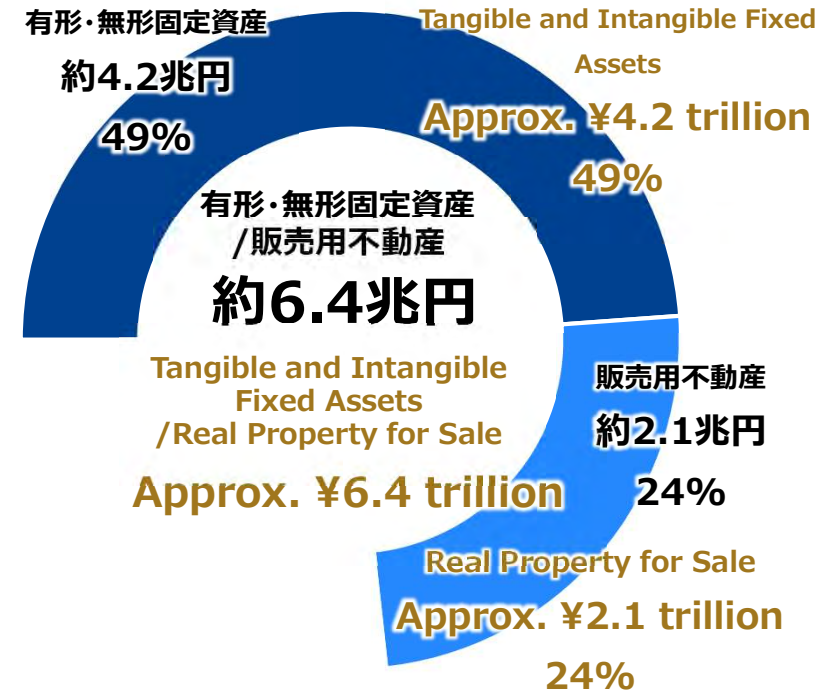 有形･無形固定資産
約4.2兆円
49%
Tangible and Intangible Fixed
Assets
Approx. ¥4.2 trillion
49%
有形･無形固定資産
/販売用不動産
約6.4兆円
Tangible and Intangible
Fixed Assets
/Real Property for Sale
Approx. ¥6.4 trillion
販売用不動産
約2.1兆円
24%
Real Property for Sale
Approx. ¥2.1 trillion
24%